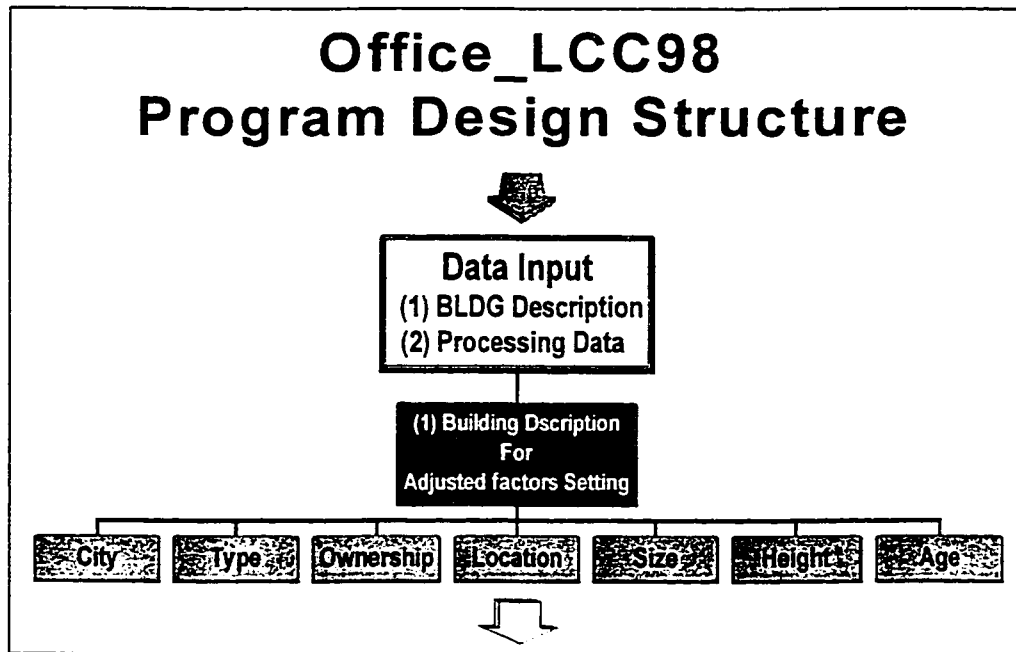 Office_LCC98
Program Design Structure
Data Input
(1) BLDG Description
(2) Processing Data
(1) Building Dscription
For
Adjusted factors Setting
City Type Ownership Location Size Height Age